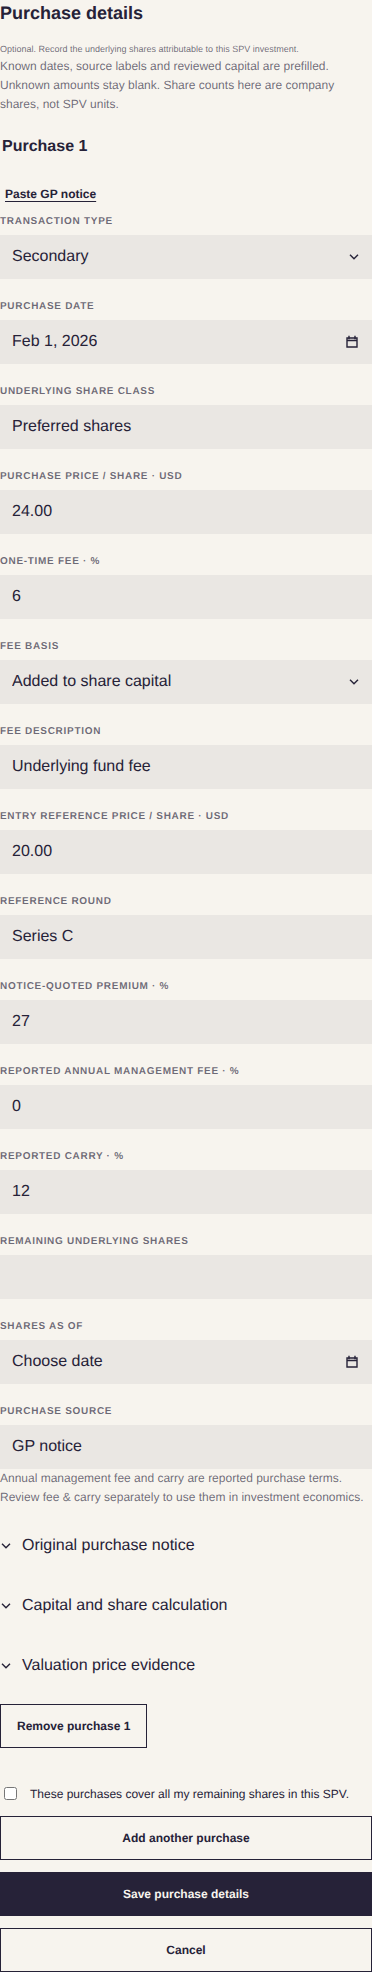 Purchase details
Optional. Record the underlying shares attributable to this SPV investment.
Known dates, source labels and reviewed capital are prefilled.
Unknown amounts stay blank. Share counts here are company
shares, not SPV units.
Purchase 1
Paste GP notice
TRANSACTION TYPE
Secondary
PURCHASE DATE
Feb 1, 2026
UNDERLYING SHARE CLASS
Preferred shares
PURCHASE PRICE / SHARE · USD
24.00
ONE-TIME FEE · %
6
FEE BASIS
Added to share capital
FEE DESCRIPTION
Underlying fund fee
ENTRY REFERENCE PRICE / SHARE · USD
20.00
REFERENCE ROUND
Series C
NOTICE-QUOTED PREMIUM · %
27
REPORTED ANNUAL MANAGEMENT FEE · %
0
REPORTED CARRY · %
12
REMAINING UNDERLYING SHARES
SHARES AS OF
Choose date
PURCHASE SOURCE
GP notice
Annual management fee and carry are reported purchase terms.
Review fee & carry separately to use them in investment economics.
Original purchase notice
Capital and share calculation
Valuation price evidence
Remove purchase 1
These purchases cover all my remaining shares in this SPV.
Add another purchase
Save purchase details
Cancel